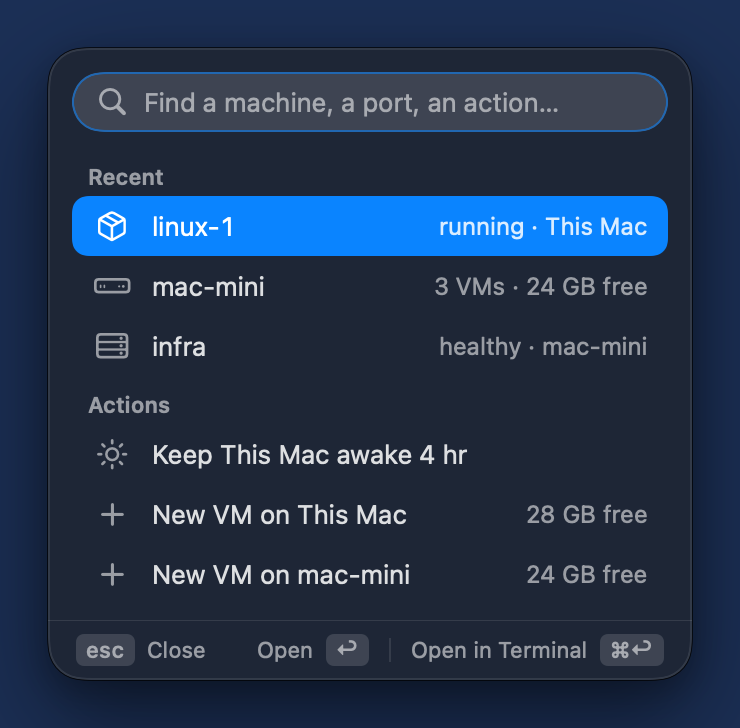 Find a machine, a port, an action...
Recent
linux-1 running · This Mac
mac-mini 3 VMs · 24 GB free
infra healthy · mac-mini
Actions
Keep This Mac awake 4 hr
New VM on This Mac 28 GB free
New VM on mac-mini 24 GB free
esc Close Open ↩ Open in Terminal ⌘↩